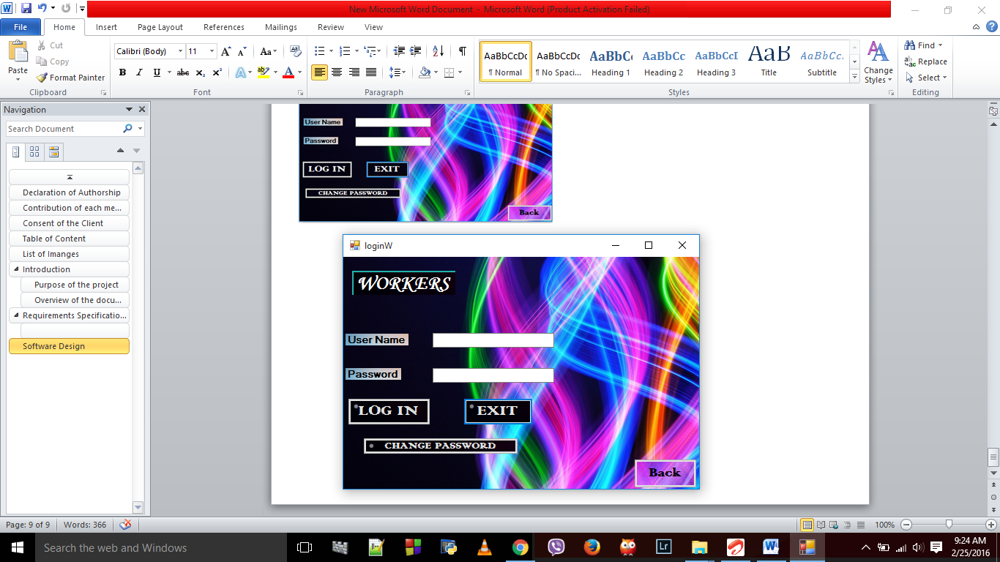 New Microsoft Word Document - Microsoft Word (Product Activation Failed)
File Home Insert Page Layout References Mailings Review View
Paste
Cut
Copy
Format Painter
Clipboard
Calibri (Body) 11
Font
Paragraph
AaBbCcDc AaBbCcDc AaBbCc AaBbCc AaBbCcI AaB AaBbCc.
¶ Normal ¶ No Spaci... Heading 1 Heading 2 Heading 3 Title Subtitle
Change
Styles
Styles
Find
Replace
Select
Editing
Navigation
Search Document
Declaration of Authorship
Contribution of each me...
Consent of the Client
Table of Content
List of Imanges
Introduction
Purpose of the project
Overview of the docu...
Requirements Specificatio...
Software Design
User Name
Password
LOG IN EXIT
CHANGE PASSWORD
Back
loginW
WORKERS
User Name
Password
LOG IN EXIT
CHANGE PASSWORD
Back
Page: 9 of 9 Words: 366 100%
Search the web and Windows
Lr
9:24 AM
2/25/2016